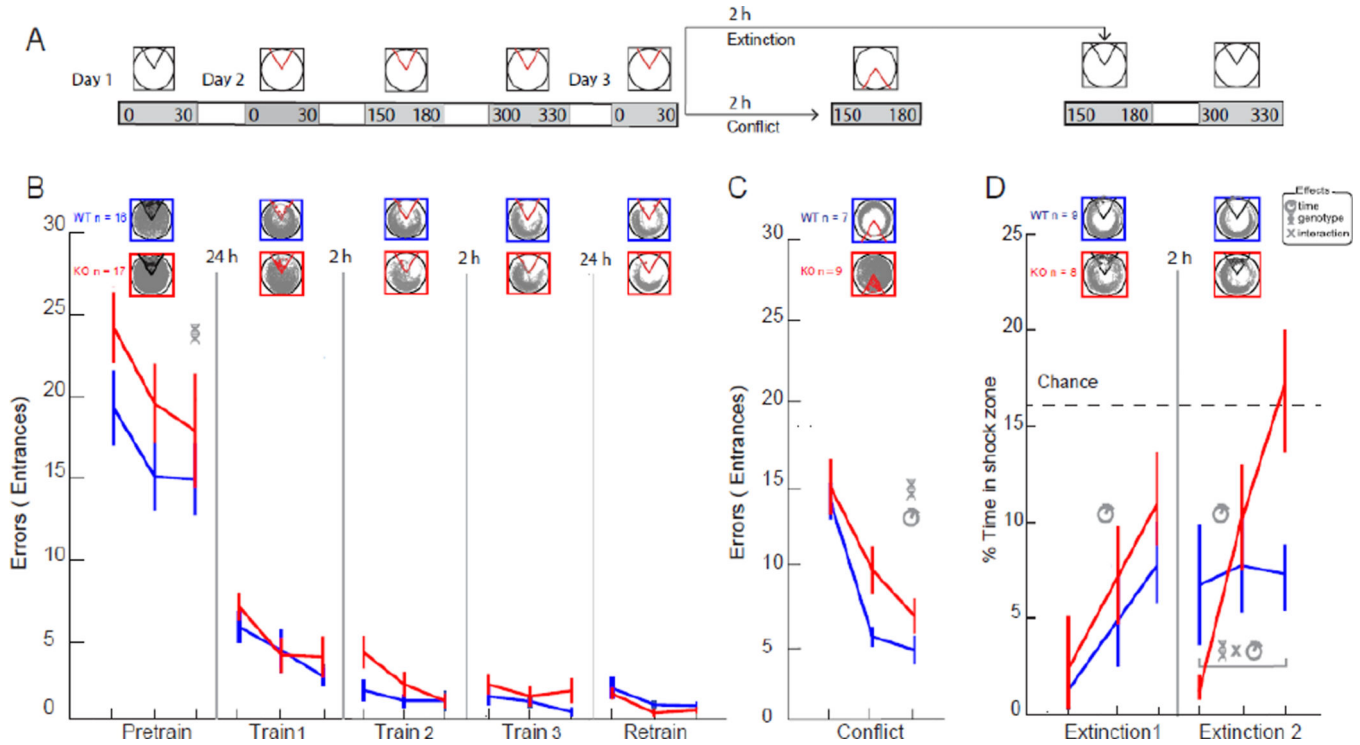 A
2 h
Extinction
Day 1
Day 2
Day 3
2 h
Conflict
0 30
0 30
150 180
300 330
0 30
150 180
150 180
300 330
B
C
D
Effects
time
genotype
interaction
WT n = 16
KO n = 17
24 h
2 h
2 h
24 h
WT n = 7
KO n = 9
WT n = 9
KO n = 8
2 h
Errors ( Entrances)
30
25
20
15
10
5
0
Pretrain
Train 1
Train 2
Train 3
Retrain
Errors ( Entrances)
30
25
20
15
10
5
0
Conflict
% Time in shock zone
25
20
15
10
5
0
Chance
x
Extinction1
Extinction 2